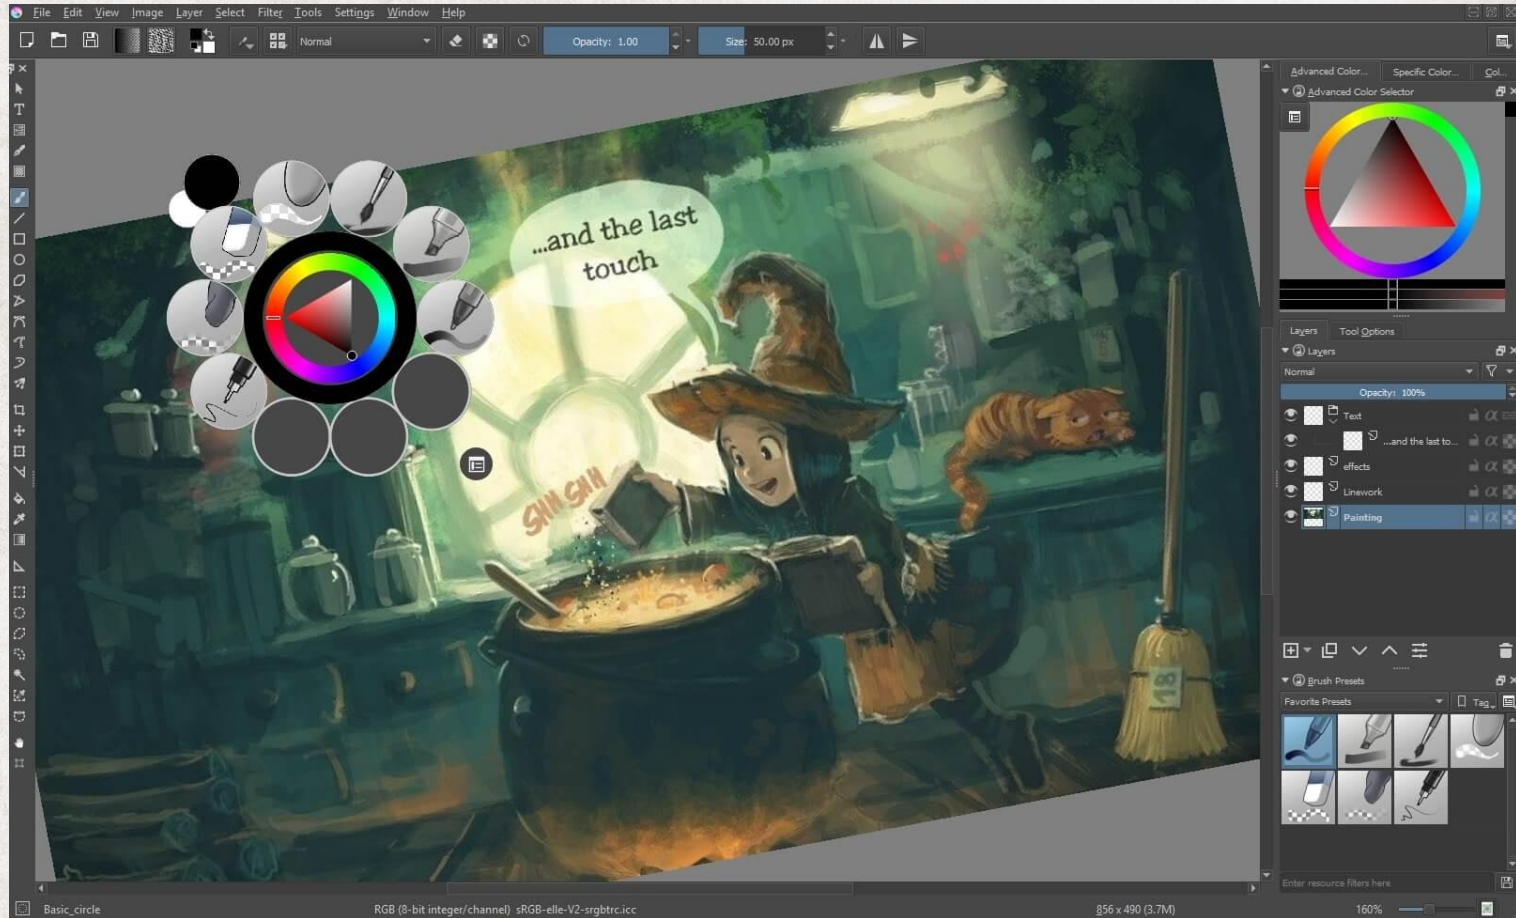 File Edit View Image Layer Select Filter Tools Settings Window Help
Normal
Opacity: 1.00
Size: 50.00 px
Advanced Color...
Specific Color...
Col...
Advanced Color Selector
...and the last
touch
SHH SHH
18
Layers
Tool Options
Layers
Normal
Opacity: 100%
Text
...and the last to...
effects
Linework
Painting
Brush Presets
Favorite Presets
Tag
Enter resource filters here
Basic_circle
RGB (8-bit integer/channel) sRGB-elle-V2-srgbtrc.icc
856 x 490 (3.7M)
160%